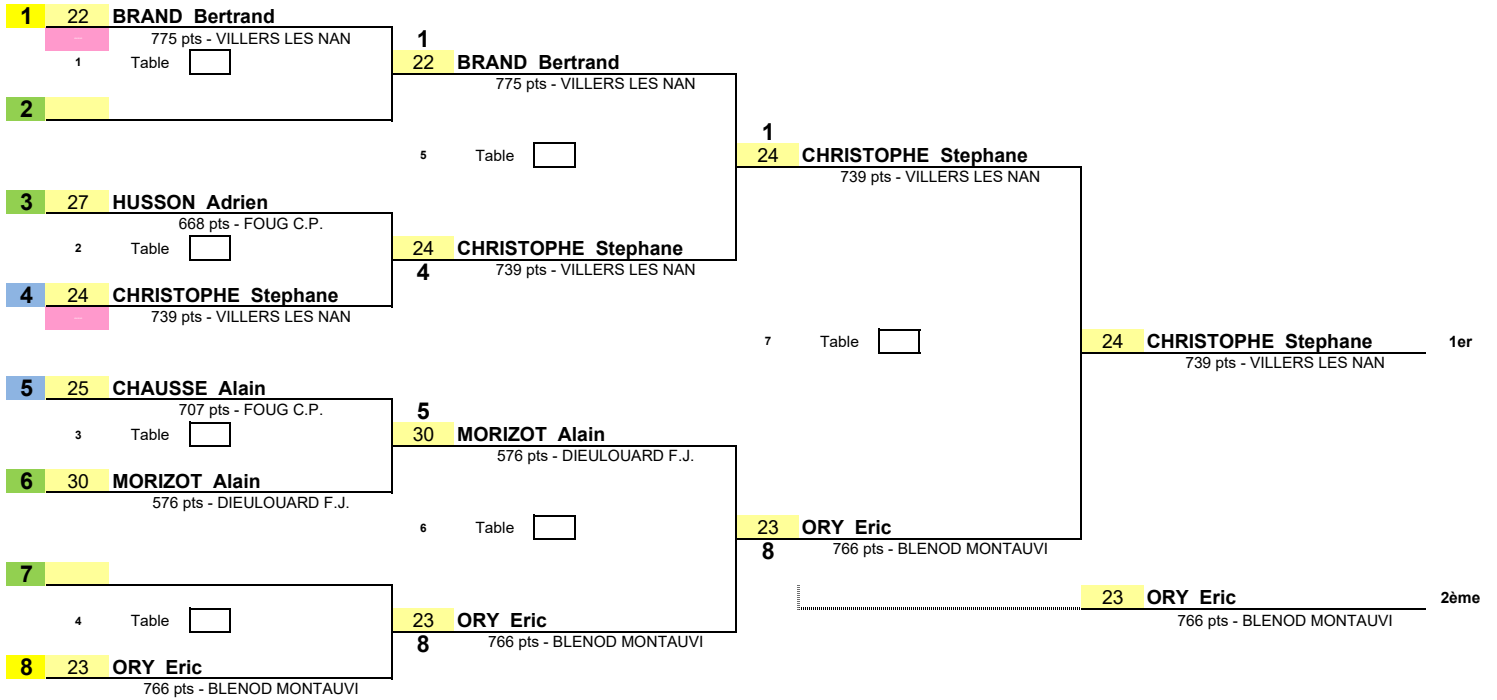 1 22 BRAND Bertrand
– 775 pts - VILLERS LES NAN
1
1 Table
22 BRAND Bertrand
775 pts - VILLERS LES NAN
2
1
5 Table
24 CHRISTOPHE Stephane
739 pts - VILLERS LES NAN
3 27 HUSSON Adrien
668 pts - FOUG C.P.
2 Table
24 CHRISTOPHE Stephane
4 739 pts - VILLERS LES NAN
4 24 CHRISTOPHE Stephane
– 739 pts - VILLERS LES NAN
7 Table
24 CHRISTOPHE Stephane 1er
739 pts - VILLERS LES NAN
5 25 CHAUSSE Alain
707 pts - FOUG C.P.
5
3 Table
30 MORIZOT Alain
576 pts - DIEULOUARD F.J.
6 30 MORIZOT Alain
576 pts - DIEULOUARD F.J.
6 Table
23 ORY Eric
8 766 pts - BLENOD MONTAUVI
7
23 ORY Eric 2ème
766 pts - BLENOD MONTAUVI
4 Table
23 ORY Eric
8 766 pts - BLENOD MONTAUVI
8 23 ORY Eric
766 pts - BLENOD MONTAUVI